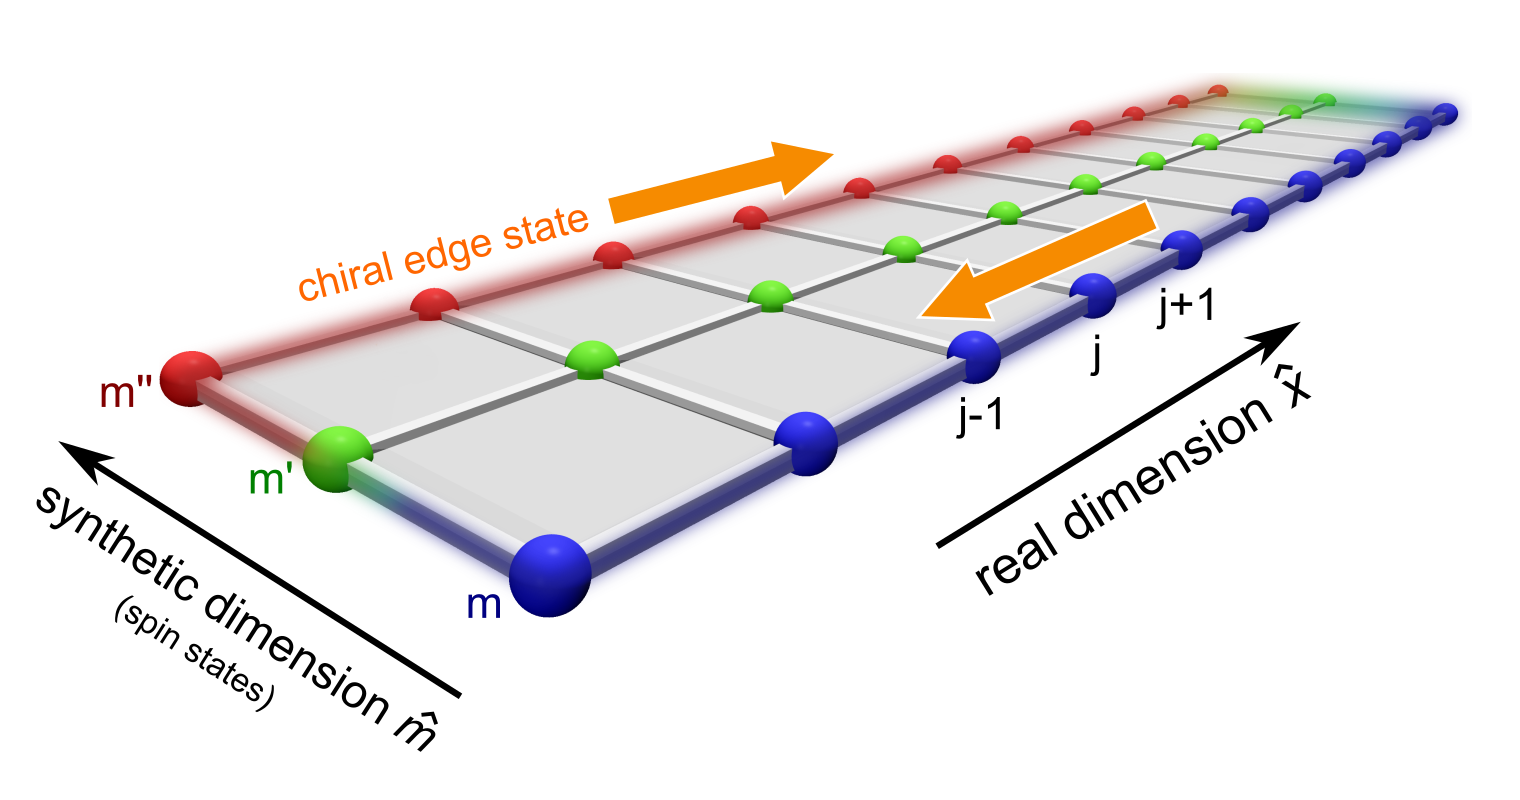 chiral edge state
m''
m'
m
j-1
j
j+1
real dimension x̂
synthetic dimension m̂
(spin states)